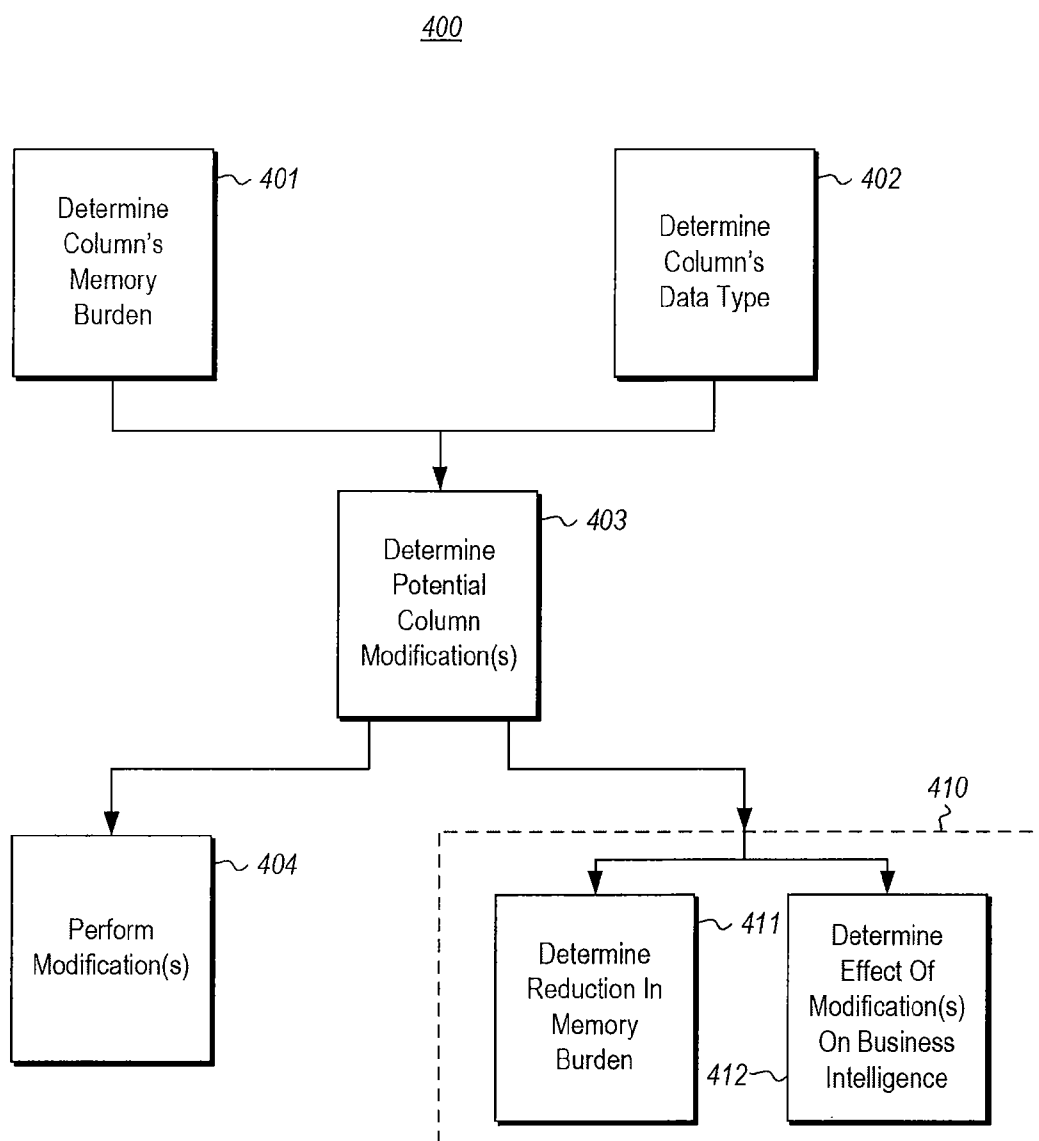 400
401
Determine
Column's
Memory
Burden
402
Determine
Column's
Data Type
403
Determine
Potential
Column
Modification(s)
410
404
Perform
Modification(s)
411
Determine
Reduction In
Memory
Burden
412
Determine
Effect Of
Modification(s)
On Business
Intelligence